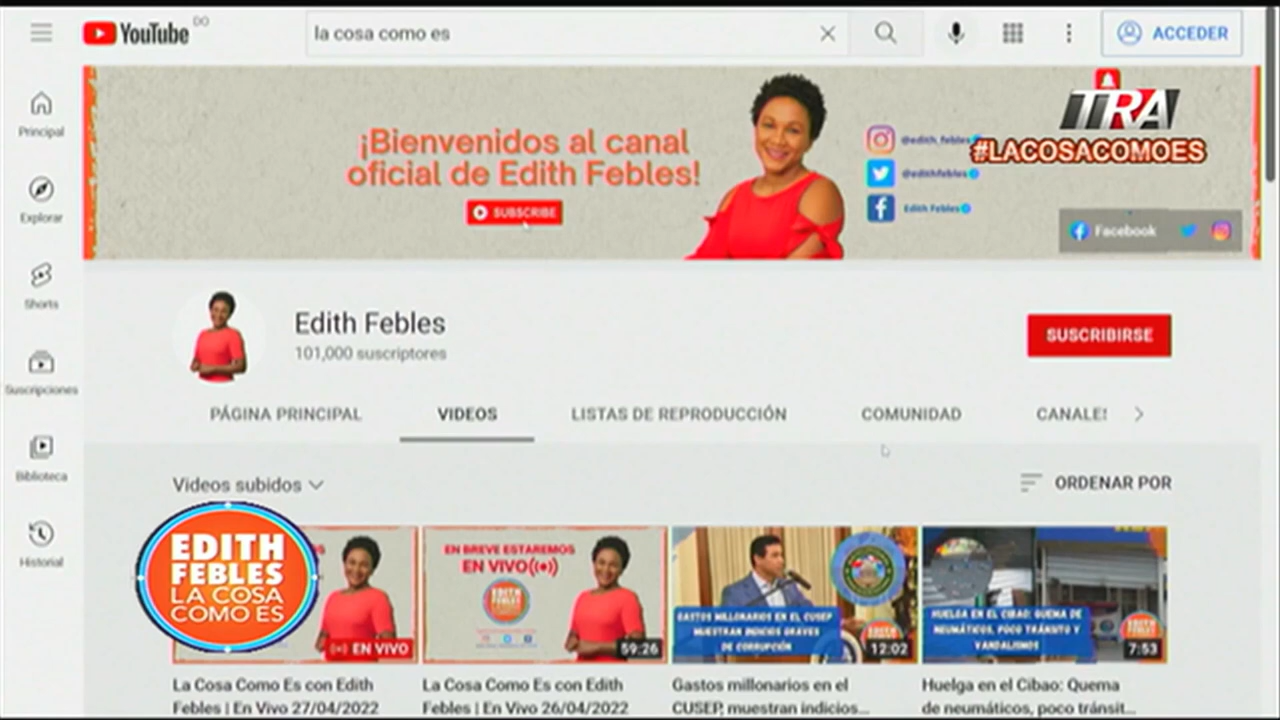 YouTube DO
la cosa como es
ACCEDER
Principal
Explorar
Shorts
Suscripciones
Biblioteca
Historial
¡Bienvenidos al canal
oficial de Edith Febles!
SUBSCRIBE
@edith_febles
@edithfebles
Edith Febles
TRA
#LACOSACOMOES
Facebook
Edith Febles
101,000 suscriptores
SUSCRIBIRSE
PÁGINA PRINCIPAL
VIDEOS
LISTAS DE REPRODUCCIÓN
COMUNIDAD
CANALES
Videos subidos
ORDENAR POR
EDITH
FEBLES
LA COSA
COMO ES
EN VIVO
EN BREVE ESTAREMOS
EN VIVO
EDITH
FEBLES
59:26
GASTOS MILLONARIOS EN EL CUSEP
MUESTRAN INDICIOS GRAVES
DE CORRUPCIÓN
12:02
HUELGA EN EL CIBAO: QUEMA DE
NEUMÁTICOS, POCO TRÁNSITO Y
VANDALISMOS
7:53
La Cosa Como Es con Edith
Febles | En Vivo 27/04/2022
La Cosa Como Es con Edith
Febles | En Vivo 26/04/2022
Gastos millonarios en el
CUSEP, muestran indicios...
Huelga en el Cibao: Quema
de neumáticos, poco tránsit...